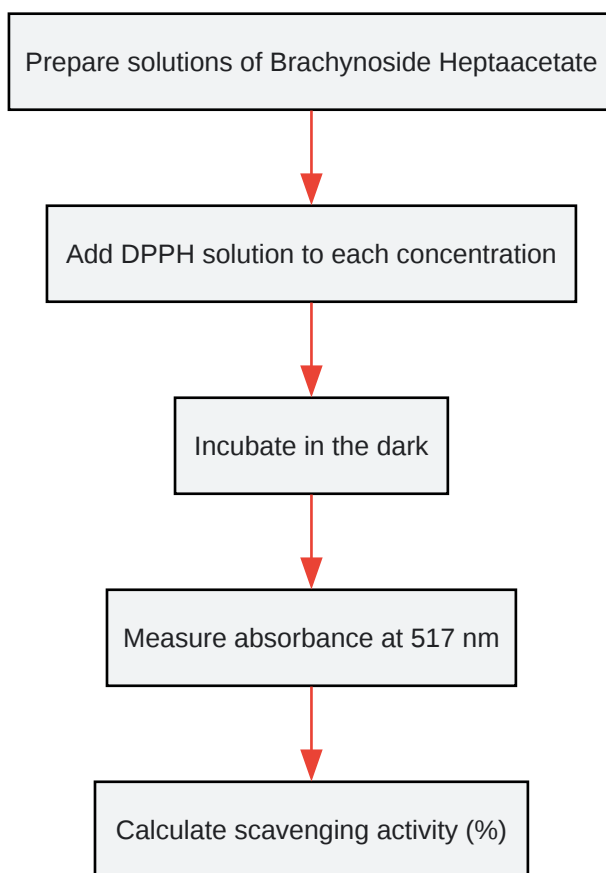 Prepare solutions of Brachynoside Heptaacetate
Add DPPH solution to each concentration
Incubate in the dark
Measure absorbance at 517 nm
Calculate scavenging activity (%)